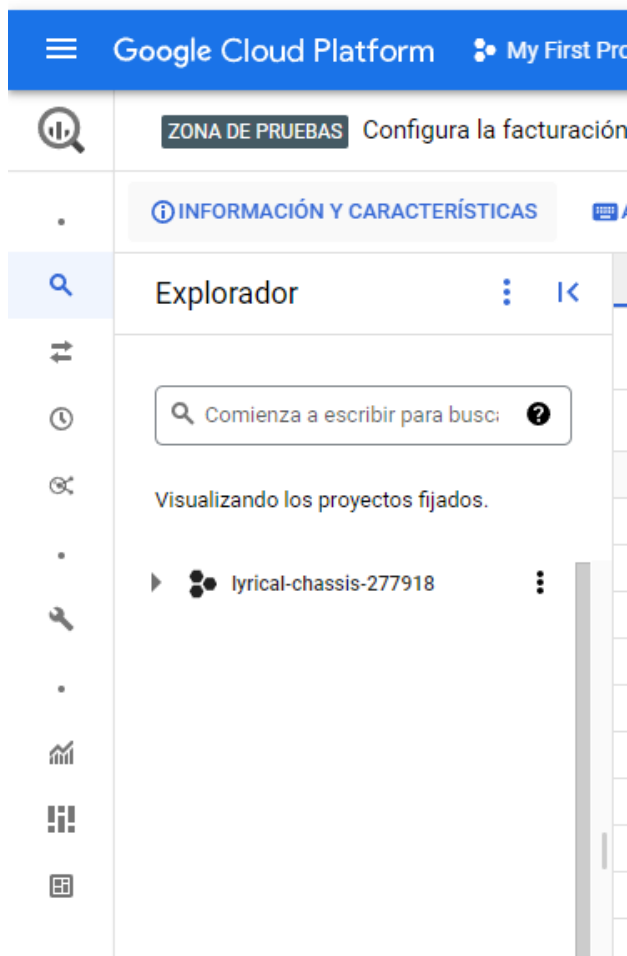 Google Cloud Platform My First Pro
ZONA DE PRUEBAS Configura la facturación
INFORMACIÓN Y CARACTERÍSTICAS A
Explorador
Comienza a escribir para busc
Visualizando los proyectos fijados.
lyrical-chassis-277918